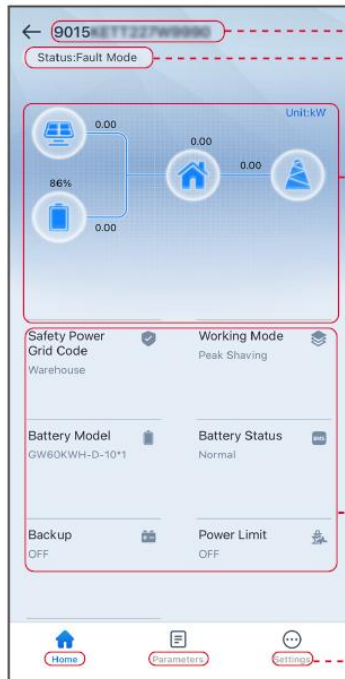 9015
Status:Fault Mode
Unit:kW
0.00
0.00
0.00
86%
0.00
Safety Power Grid Code
Working Mode
Warehouse
Peak Shaving
Battery Model
Battery Status
BMS
GW60KWH-D-10*1
Normal
Backup
Power Limit
OFF
OFF
Home
Parameters
Settings